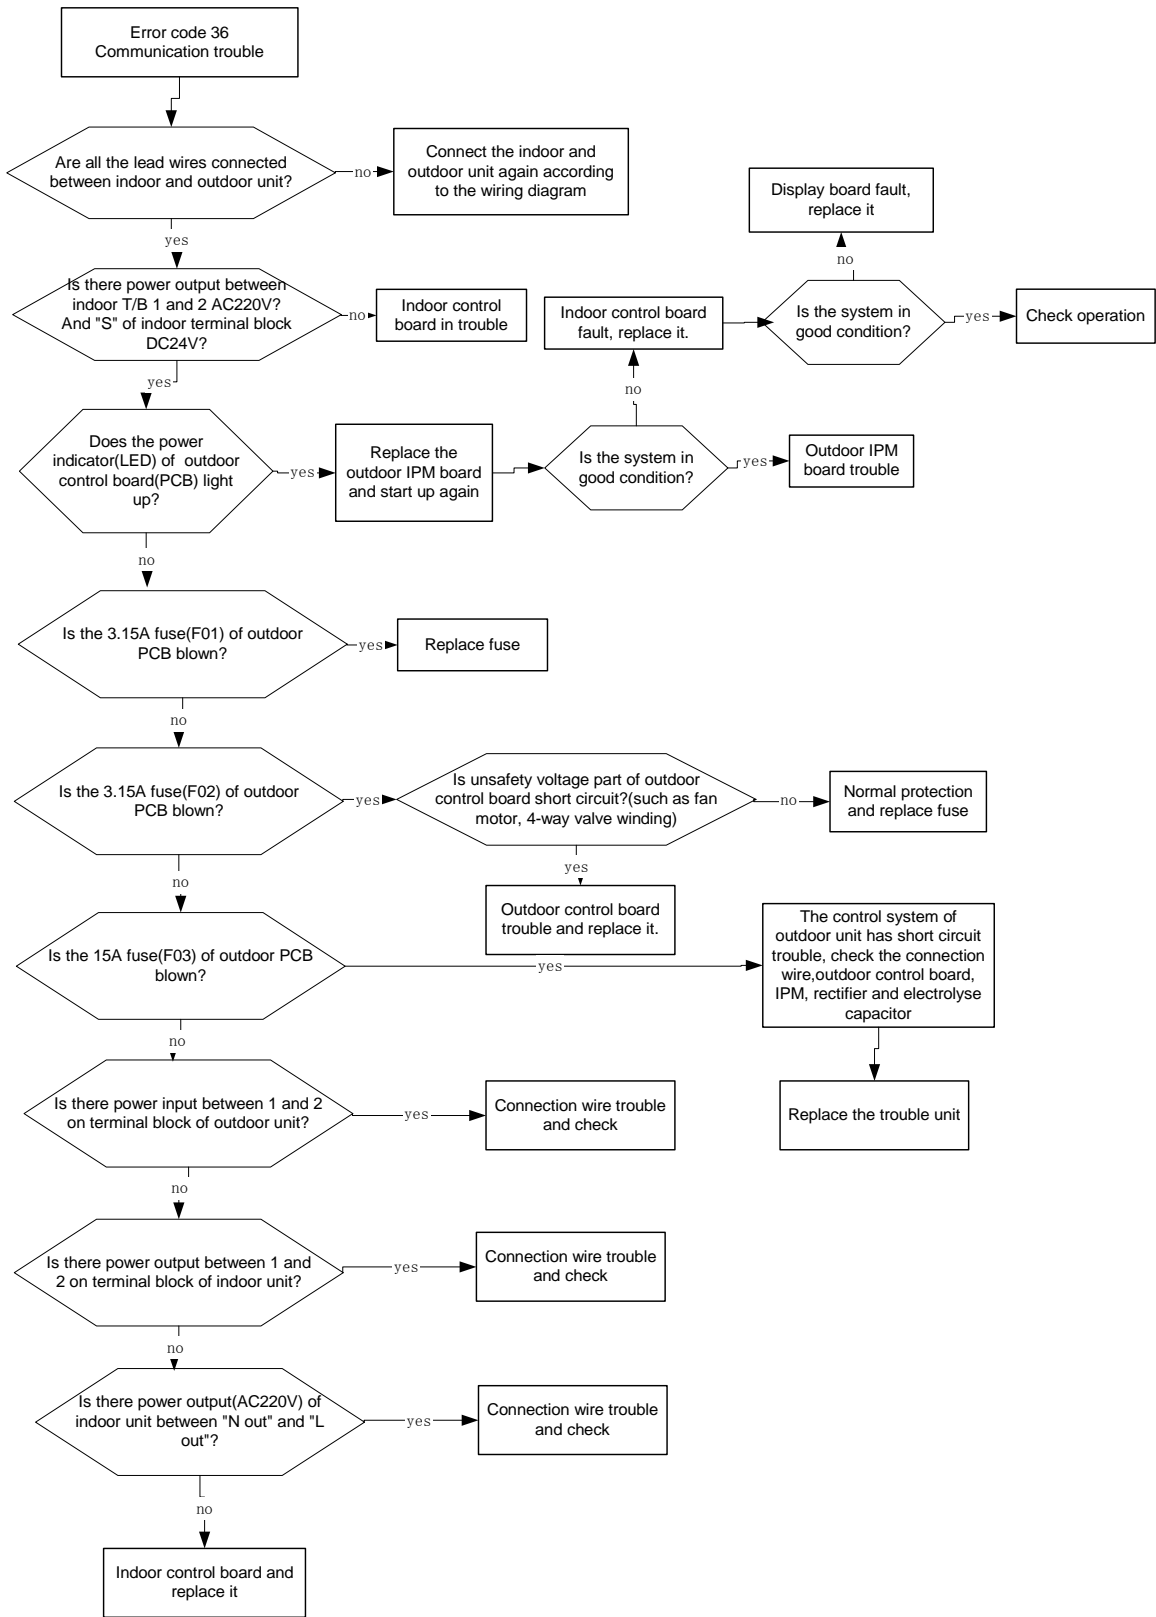 Error code 36
Communication trouble
Are all the lead wires connected
between indoor and outdoor unit?
no
Connect the indoor and
outdoor unit again according
to the wiring diagram
yes
Is there power output between
indoor T/B 1 and 2 AC220V?
And "S" of indoor terminal block
DC24V?
no
Indoor control
board in trouble
Indoor control board
fault, replace it.
Display board fault,
replace it
no
Is the system in
good condition?
yes
Check operation
yes
Does the power
indicator(LED) of outdoor
control board(PCB) light
up?
yes
Replace the
outdoor IPM board
and start up again
no
Is the system in
good condition?
yes
Outdoor IPM
board trouble
no
Is the 3.15A fuse(F01) of outdoor
PCB blown?
yes
Replace fuse
no
Is the 3.15A fuse(F02) of outdoor
PCB blown?
yes
Is unsafety voltage part of outdoor
control board short circuit?(such as fan
motor, 4-way valve winding)
no
Normal protection
and replace fuse
yes
Outdoor control board
trouble and replace it.
no
Is the 15A fuse(F03) of outdoor PCB
blown?
yes
The control system of
outdoor unit has short circuit
trouble, check the connection
wire,outdoor control board,
IPM, rectifier and electrolyse
capacitor
Replace the trouble unit
no
Is there power input between 1 and 2
on terminal block of outdoor unit?
yes
Connection wire trouble
and check
no
Is there power output between 1 and
2 on terminal block of indoor unit?
yes
Connection wire trouble
and check
no
Is there power output(AC220V) of
indoor unit between "N out" and "L
out"?
yes
Connection wire trouble
and check
no
Indoor control board and
replace it